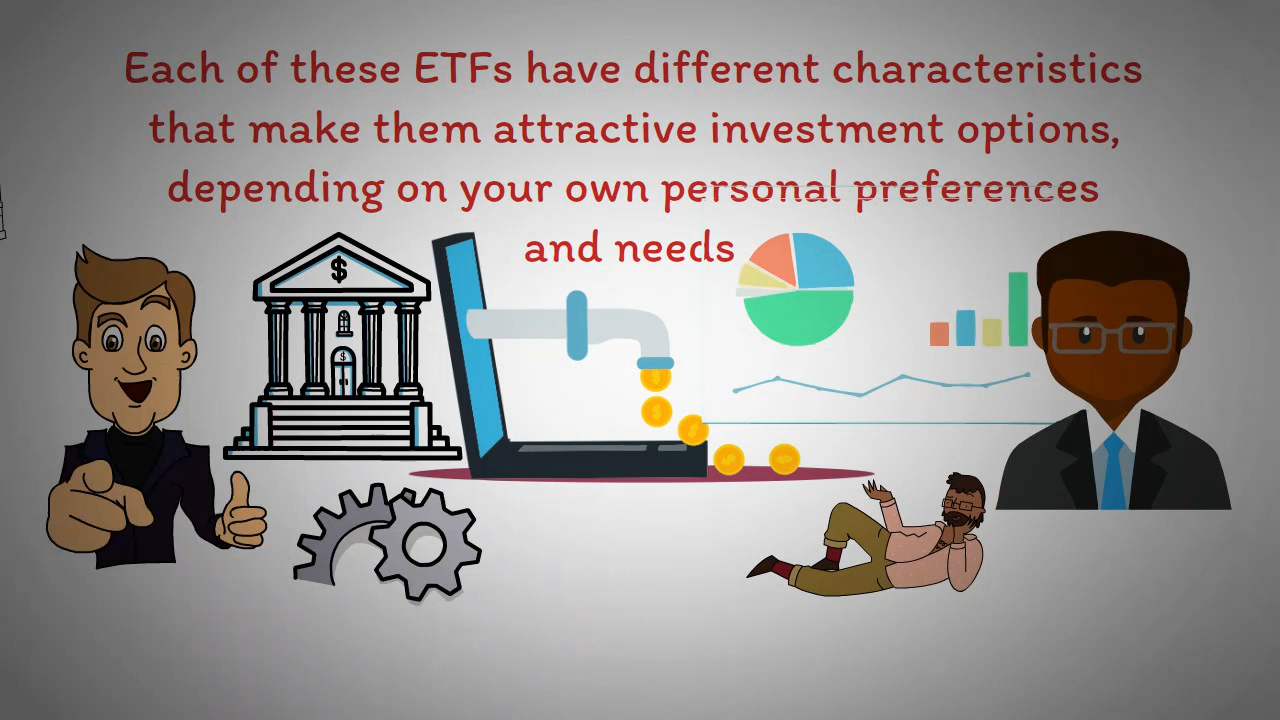 Each of these ETFs have different characteristics
that make them attractive investment options,
depending on your own personal preferences
and needs
$
$